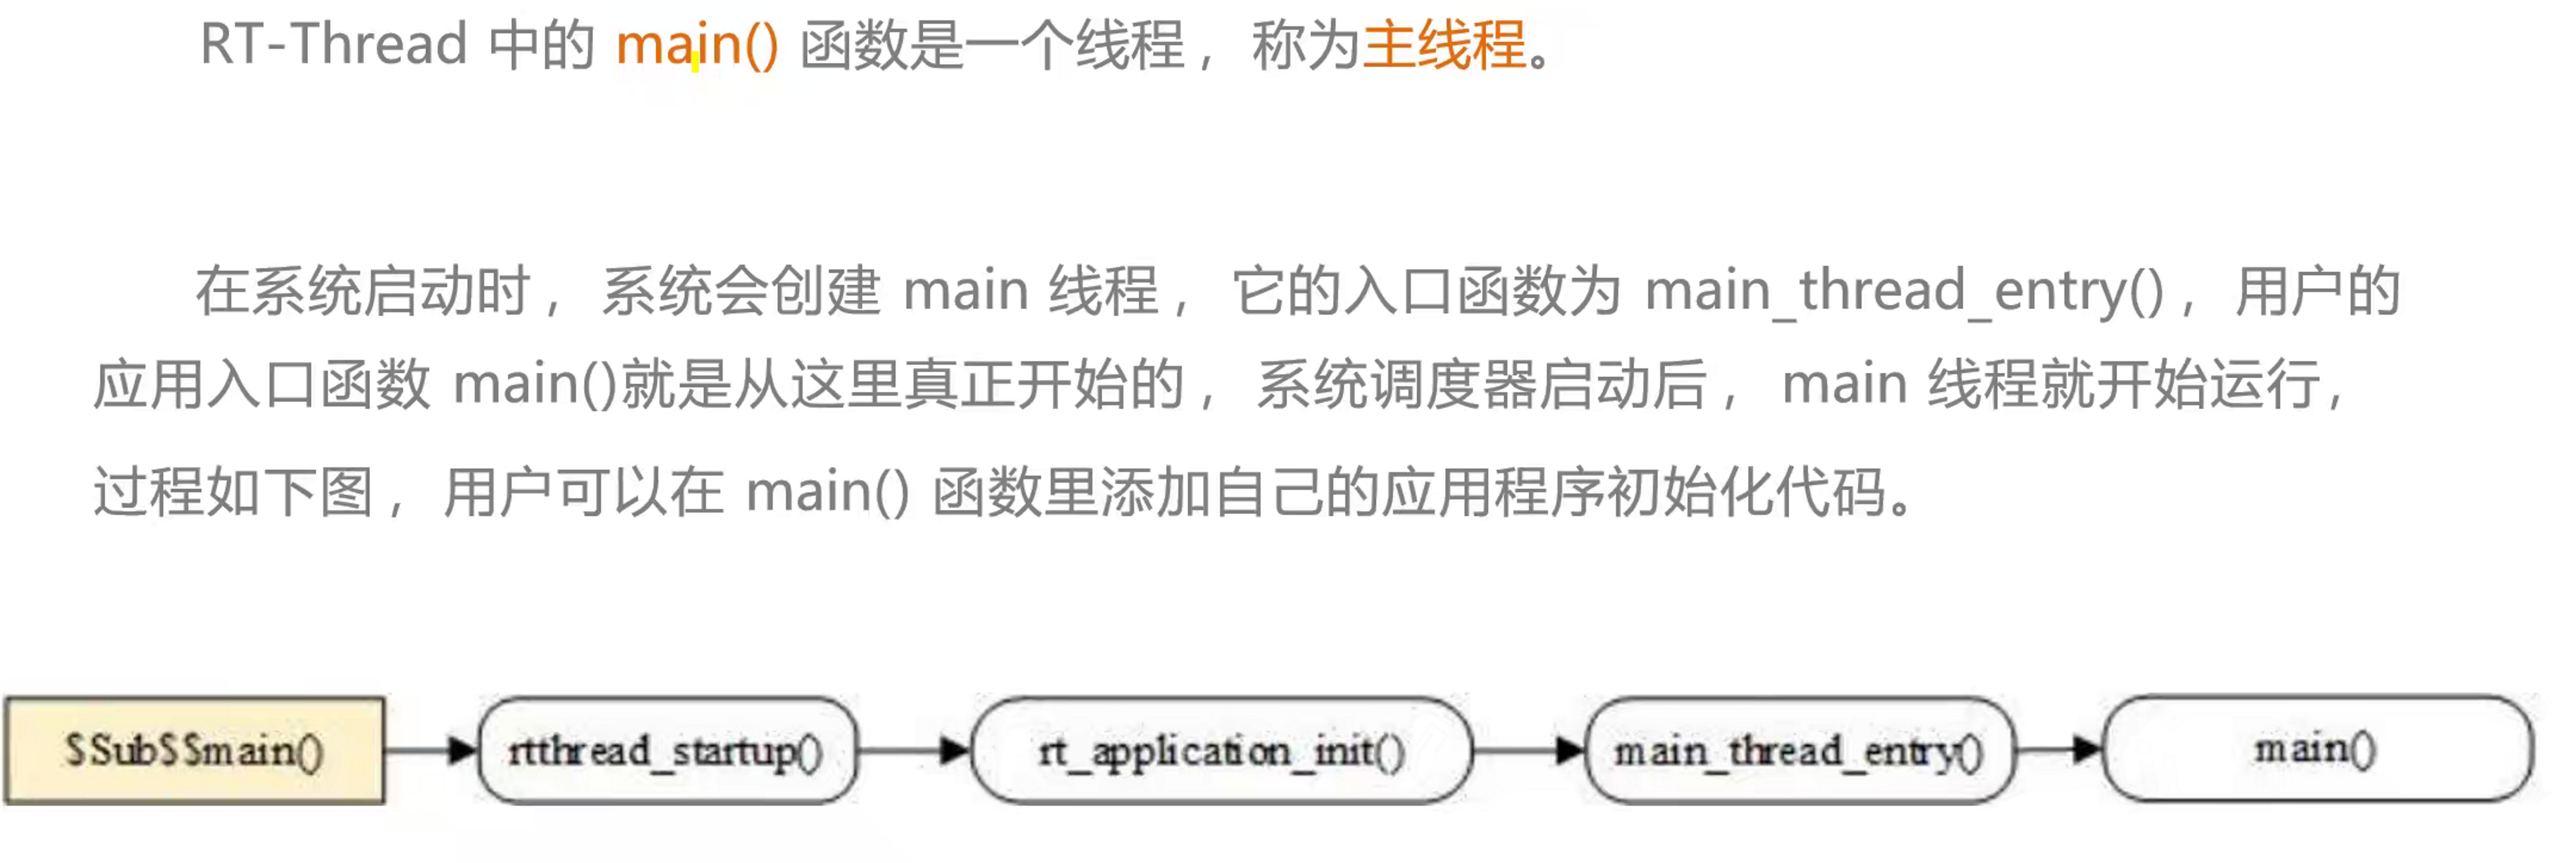 RT-Thread 中的 main() 函数是一个线程，称为主线程。
在系统启动时，系统会创建 main 线程，它的入口函数为 main_thread_entry()，用户的
应用入口函数 main()就是从这里真正开始的，系统调度器启动后，main 线程就开始运行，
过程如下图，用户可以在 main() 函数里添加自己的应用程序初始化代码。
$Sub$$main()
rtthread_startup()
rt_application_init()
main_thread_entry()
main()